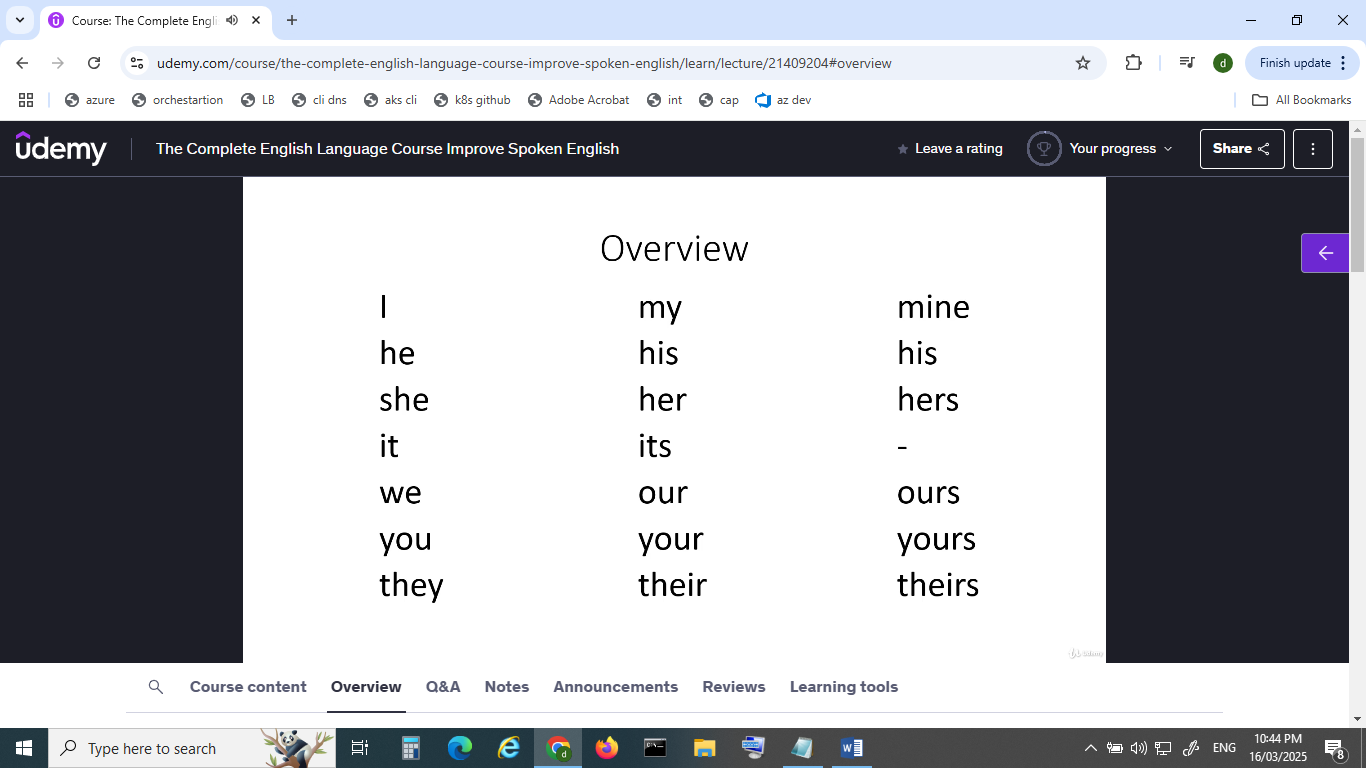 Course: The Complete Engli
udemy.com/course/the-complete-english-language-course-improve-spoken-english/learn/lecture/21409204#overview
d
Finish update
azure orchestartion LB cli dns aks cli k8s github Adobe Acrobat int cap az dev All Bookmarks
udemy The Complete English Language Course Improve Spoken English Leave a rating Your progress Share
Overview
I my mine
he his his
she her hers
it its -
we our ours
you your yours
they their theirs
Udemy
Course content Overview Q&A Notes Announcements Reviews Learning tools
Type here to search
ENG
10:44 PM
16/03/2025
8